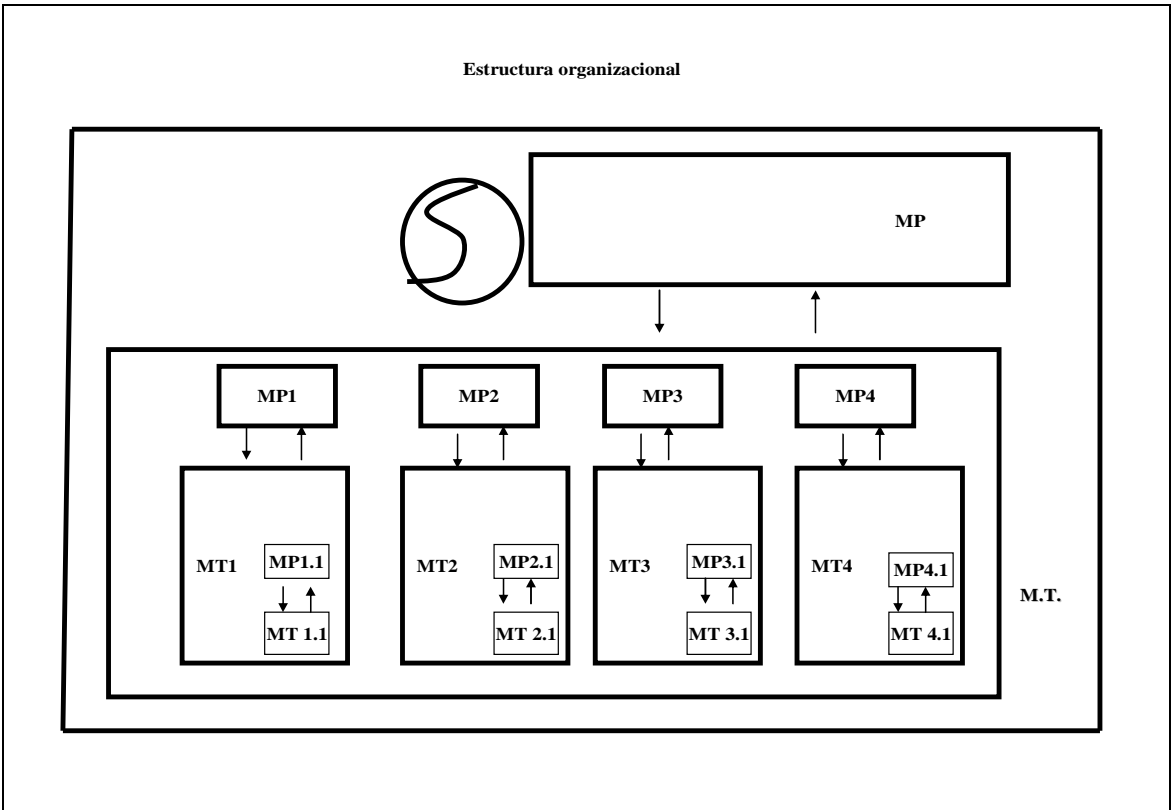 Estructura organizacional
MP
MP1
MP2
MP3
MP4
MT1
MP1.1
MT 1.1
MT2
MP2.1
MT 2.1
MT3
MP3.1
MT 3.1
MT4
MP4.1
MT 4.1
M.T.